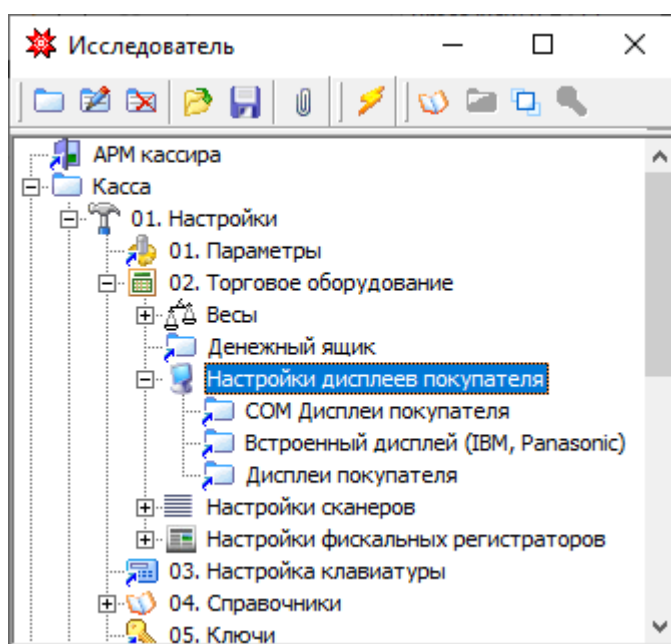 Исследователь
АРМ кассира
Касса
01. Настройки
01. Параметры
02. Торговое оборудование
Весы
Денежный ящик
Настройки дисплеев покупателя
COM Дисплеи покупателя
Встроенный дисплей (IBM, Panasonic)
Дисплеи покупателя
Настройки сканеров
Настройки фискальных регистраторов
03. Настройка клавиатуры
04. Справочники
05. Ключи